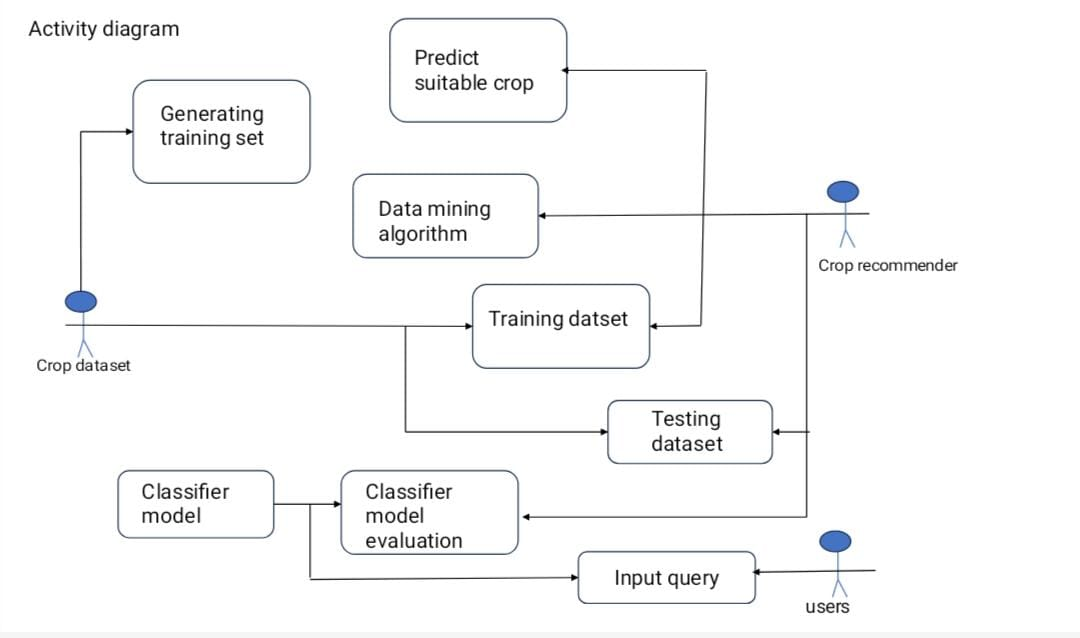 Activity diagram
Predict
suitable crop
Generating
training set
Data mining
algorithm
Crop recommender
Training datset
Crop dataset
Testing
dataset
Classifier
model
Classifier
model
evaluation
Input query
users